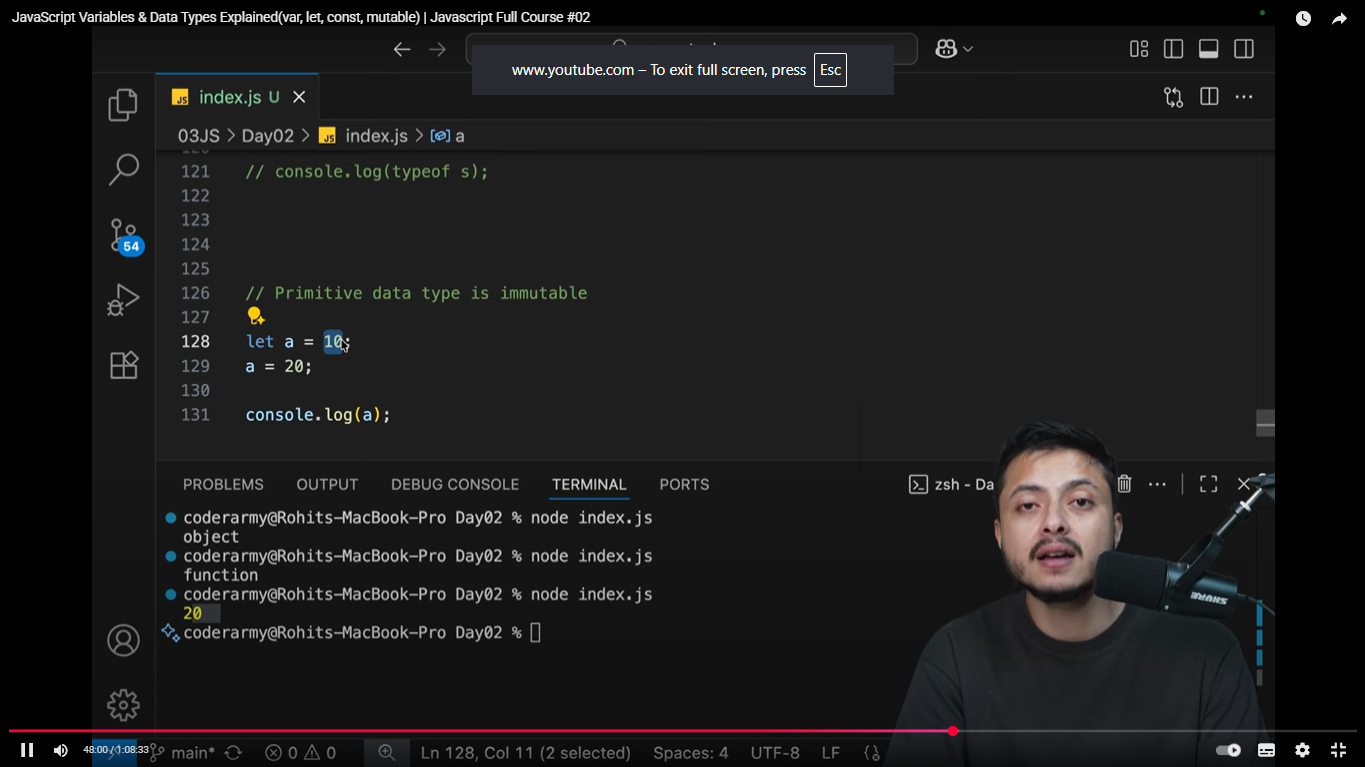 JavaScript Variables & Data Types Explained(var, let, const, mutable) | Javascript Full Course #02
www.youtube.com – To exit full screen, press Esc
JS index.js U
03JS > Day02 > JS index.js > a
121 // console.log(typeof s);
122
123
124
125
126 // Primitive data type is immutable
127
128 let a = 10;
129 a = 20;
130
131 console.log(a);
54
PROBLEMS OUTPUT DEBUG CONSOLE TERMINAL PORTS
zsh - Da
coderarmy@Rohits-MacBook-Pro Day02 % node index.js
object
coderarmy@Rohits-MacBook-Pro Day02 % node index.js
function
coderarmy@Rohits-MacBook-Pro Day02 % node index.js
20
coderarmy@Rohits-MacBook-Pro Day02 %
SHURE
48:00 / 1:08:33
main* 0 0 Ln 128, Col 11 (2 selected) Spaces: 4 UTF-8 LF {}